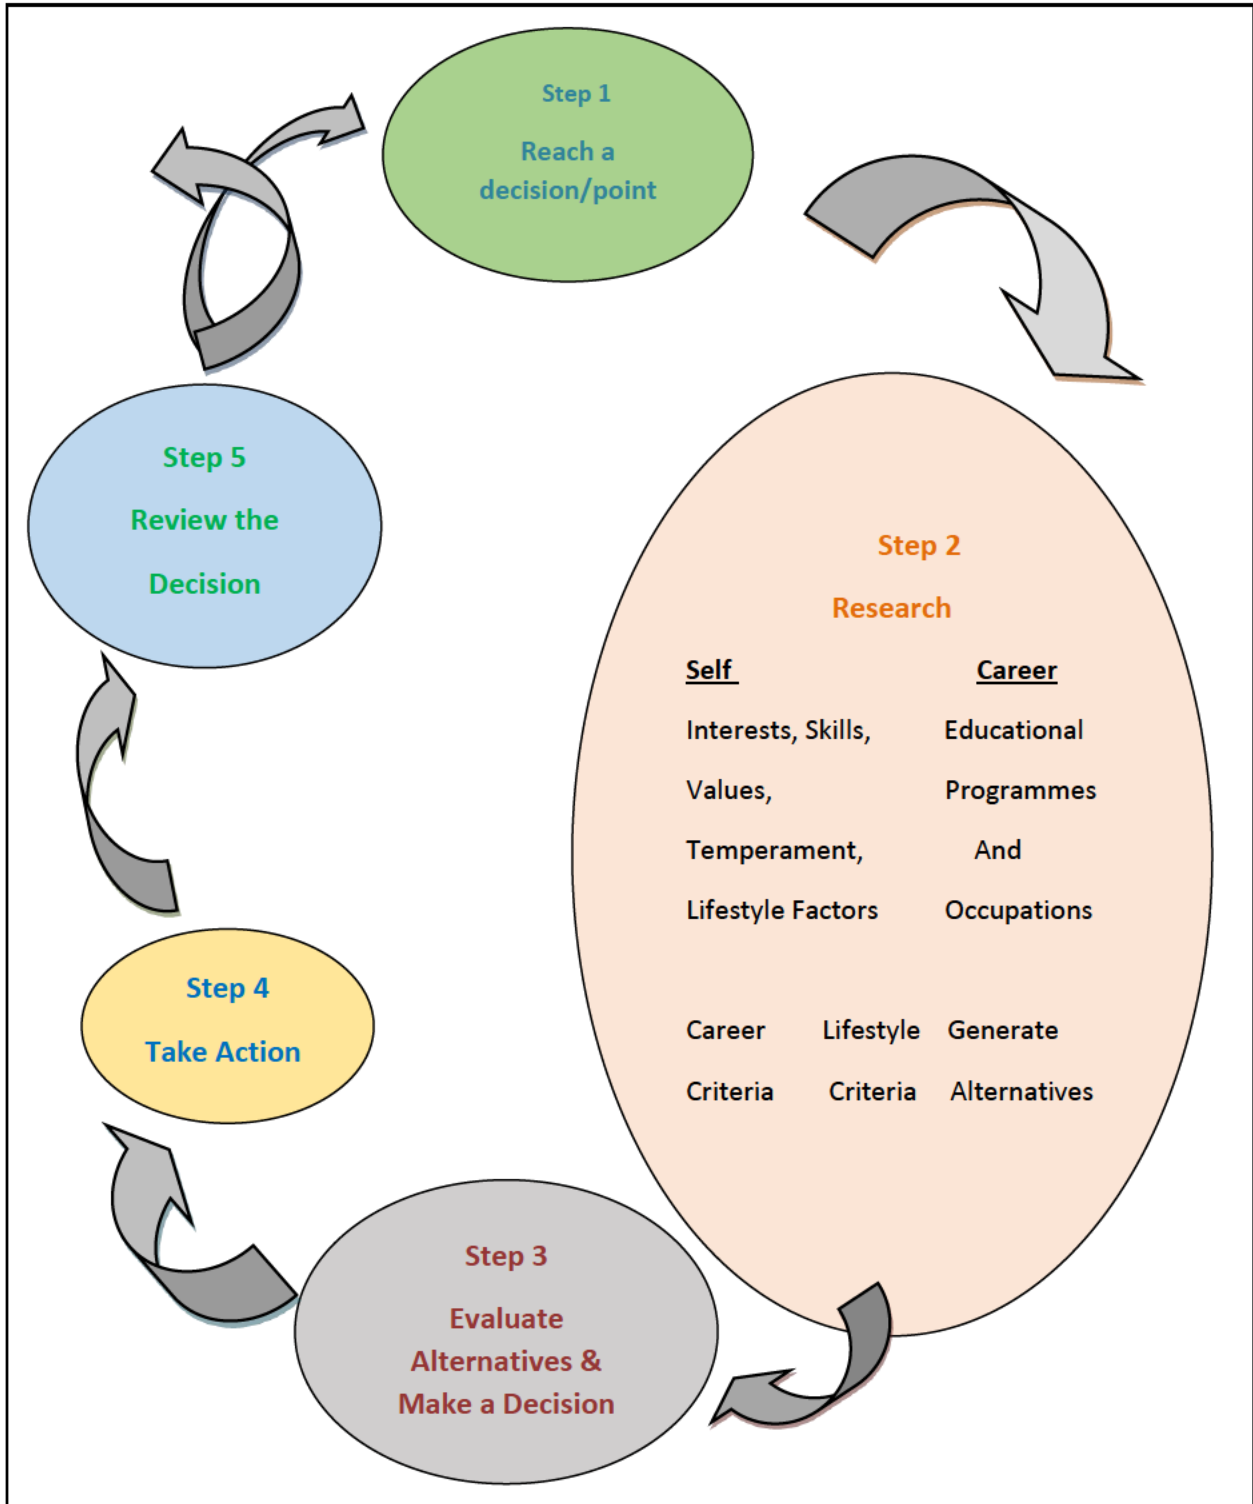 Step 1
Reach a
decision/point
Step 2
Research
Self Career
Interests, Skills, Educational
Values, Programmes
Temperament, And
Lifestyle Factors Occupations
Career Lifestyle Generate
Criteria Criteria Alternatives
Step 3
Evaluate
Alternatives &
Make a Decision
Step 4
Take Action
Step 5
Review the
Decision